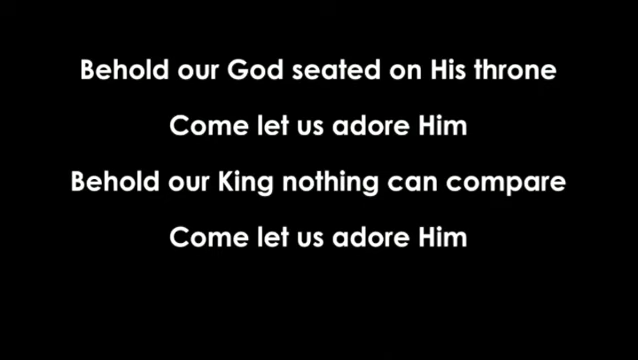 Behold our God seated on His throne
Come let us adore Him
Behold our King nothing can compare
Come let us adore Him